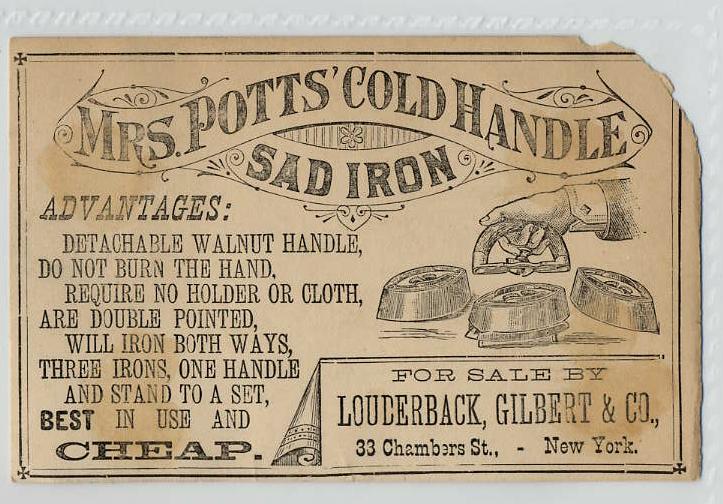 MRS. POTTS' COLD HANDLE
SAD IRON
ADVANTAGES:
DETACHABLE WALNUT HANDLE,
DO NOT BURN THE HAND.
REQUIRE NO HOLDER OR CLOTH,
ARE DOUBLE POINTED,
WILL IRON BOTH WAYS,
THREE IRONS, ONE HANDLE
AND STAND TO A SET,
BEST IN USE AND
CHEAP.
FOR SALE BY
LOUDERBACK, GILBERT & CO.,
33 Chambers St., - New York.